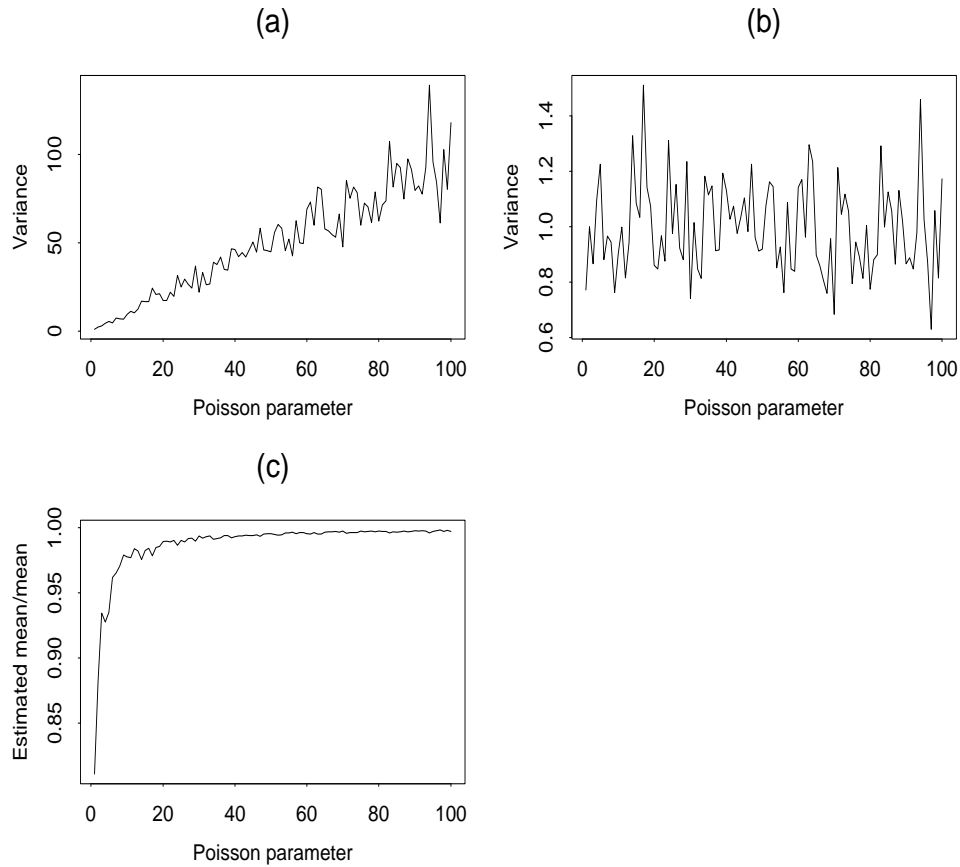 (a)
Variance
0
50
100
0 20 40 60 80 100
Poisson parameter
(b)
Variance
0.6
0.8
1.0
1.2
1.4
0 20 40 60 80 100
Poisson parameter
(c)
Estimated mean/mean
0.85
0.90
0.95
1.00
0 20 40 60 80 100
Poisson parameter